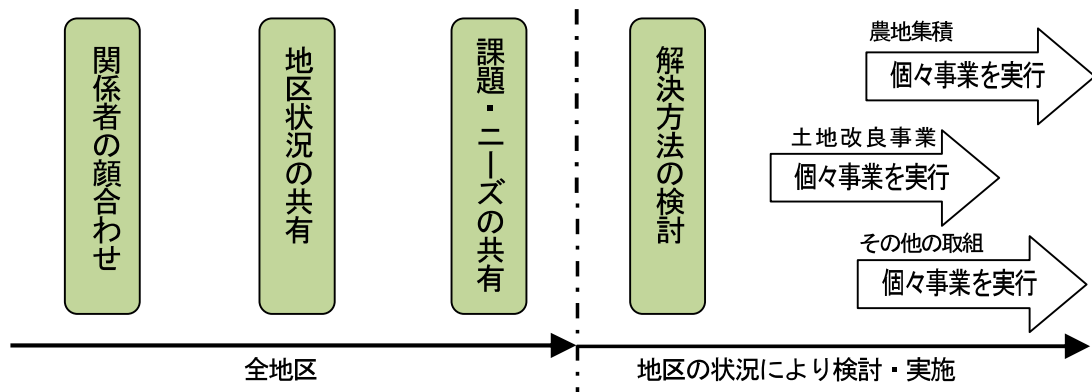 関係者の顔合わせ
地区状況の共有
課題・ニーズの共有
解決方法の検討
農地集積
個々事業を実行
土地改良事業
個々事業を実行
その他の取組
個々事業を実行
全地区
地区の状況により検討・実施